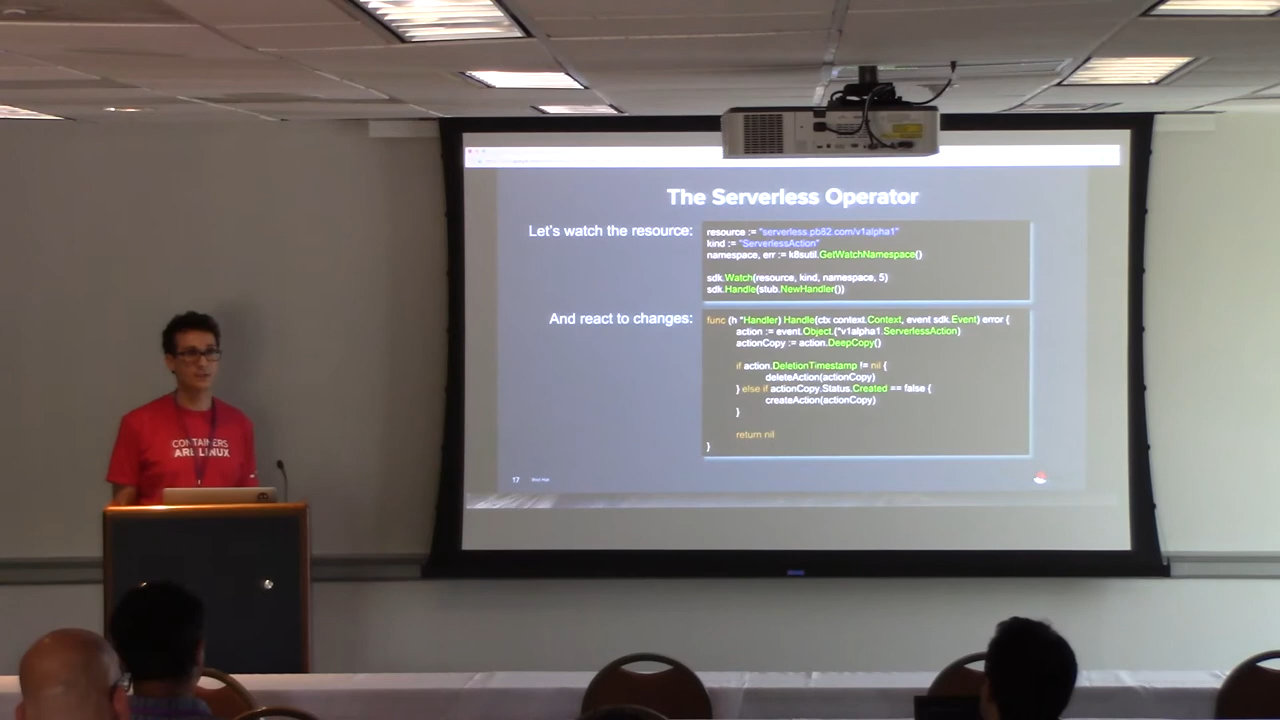 The Serverless Operator
Let's watch the resource:
resource := "serverless.pb82.com/v1alpha1"
kind := "ServerlessAction"
namespace, err := k8sutil.GetWatchNamespace()
sdk.Watch(resource, kind, namespace, 5)
sdk.Handle(stub.NewHandler())
And react to changes:
func (h *Handler) Handle(ctx context.Context, event sdk.Event) error {
action := event.Object.(*v1alpha1.ServerlessAction)
actionCopy := action.DeepCopy()
if action.DeletionTimestamp != nil {
deleteAction(actionCopy)
} else if actionCopy.Status.Created == false {
createAction(actionCopy)
}
return nil
}
17 Red Hat
CONTAINERS
ARE LINUX